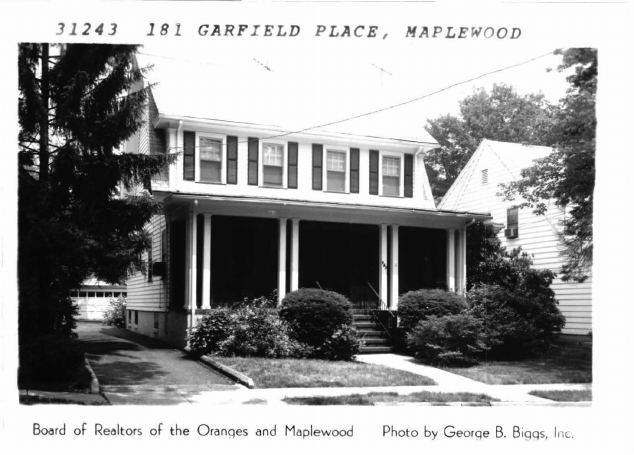 31243 181 GARFIELD PLACE, MAPLEWOOD
Board of Realtors of the Oranges and Maplewood Photo by George B. Biggs, Inc.